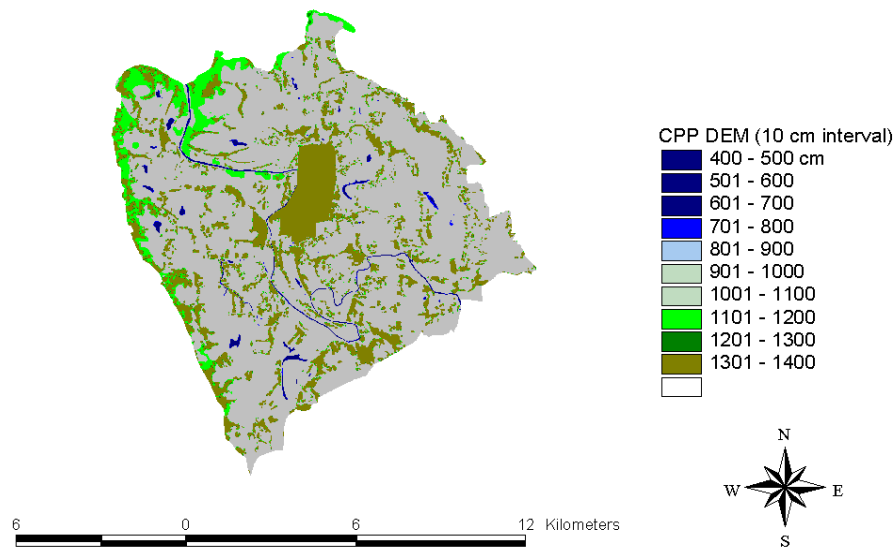 CPP DEM (10 cm interval)
400 - 500 cm
501 - 600
601 - 700
701 - 800
801 - 900
901 - 1000
1001 - 1100
1101 - 1200
1201 - 1300
1301 - 1400
N
W E
S
6 0 6 12 Kilometers